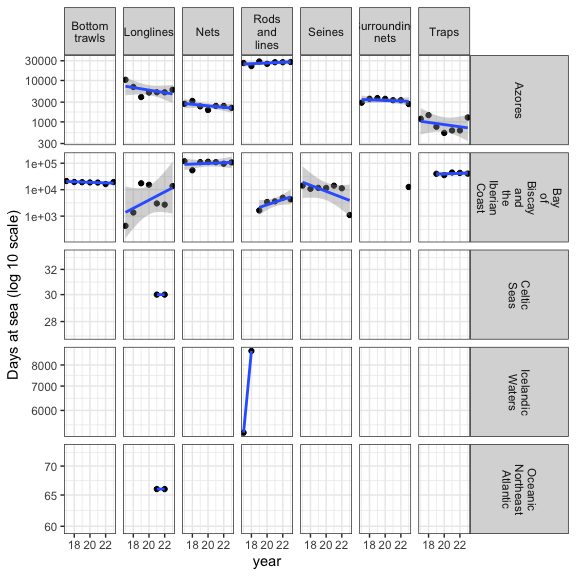 Bottom
trawls
Longlines
Nets
Rods
and
lines
Seines
urroundin
nets
Traps
30000
10000
3000
1000
300
Azores
1e+05
1e+04
1e+03
Bay
of
Biscay
and
the
Iberian
Coast
32
30
28
Celtic
Seas
8000
7000
6000
Icelandic
Waters
70
65
60
Oceanic
Northeast
Atlantic
18 20 22 18 20 22 18 20 22 18 20 22 18 20 22 18 20 22 18 20 22
year
Days at sea (log 10 scale)